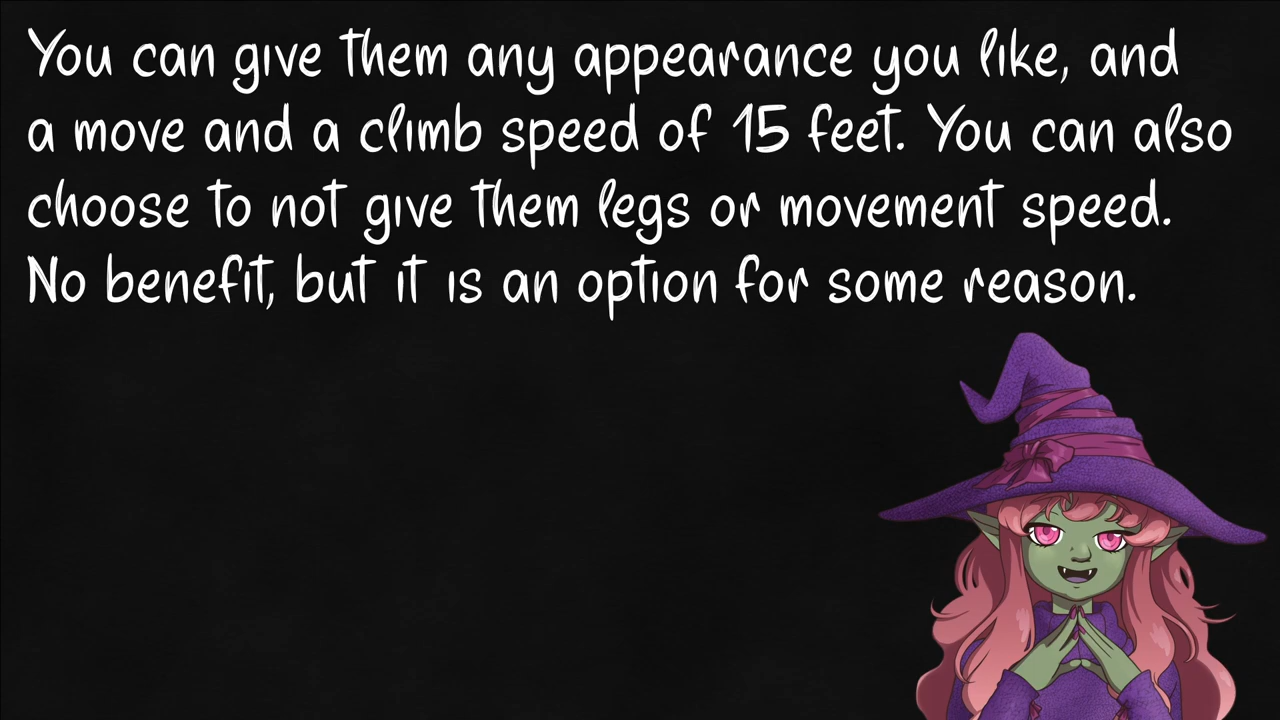 You can give them any appearance you like, and
a move and a climb speed of 15 feet. You can also
choose to not give them legs or movement speed.
No benefit, but it is an option for some reason.